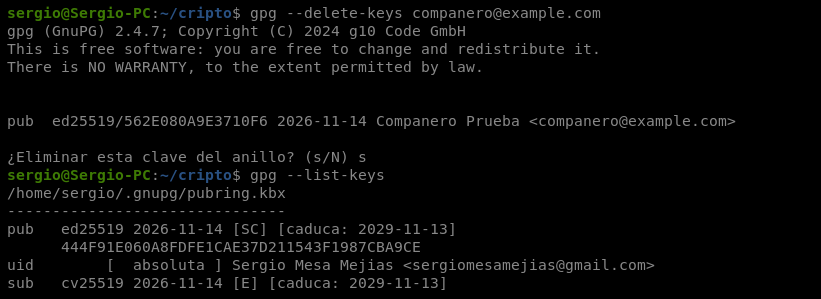 sergio@Sergio-PC:~/cripto$ gpg --delete-keys companero@example.com
gpg (GnuPG) 2.4.7; Copyright (C) 2024 g10 Code GmbH
This is free software: you are free to change and redistribute it.
There is NO WARRANTY, to the extent permitted by law.
pub  ed25519/562E080A9E3710F6 2026-11-14 Companero Prueba <companero@example.com>
¿Eliminar esta clave del anillo? (s/N) s
sergio@Sergio-PC:~/cripto$ gpg --list-keys
/home/sergio/.gnupg/pubring.kbx
-------------------------------
pub   ed25519 2026-11-14 [SC] [caduca: 2029-11-13]
      444F91E060A8FDFE1CAE37D211543F1987CBA9CE
uid        [  absoluta ] Sergio Mesa Mejias <sergiomesamejias@gmail.com>
sub   cv25519 2026-11-14 [E] [caduca: 2029-11-13]